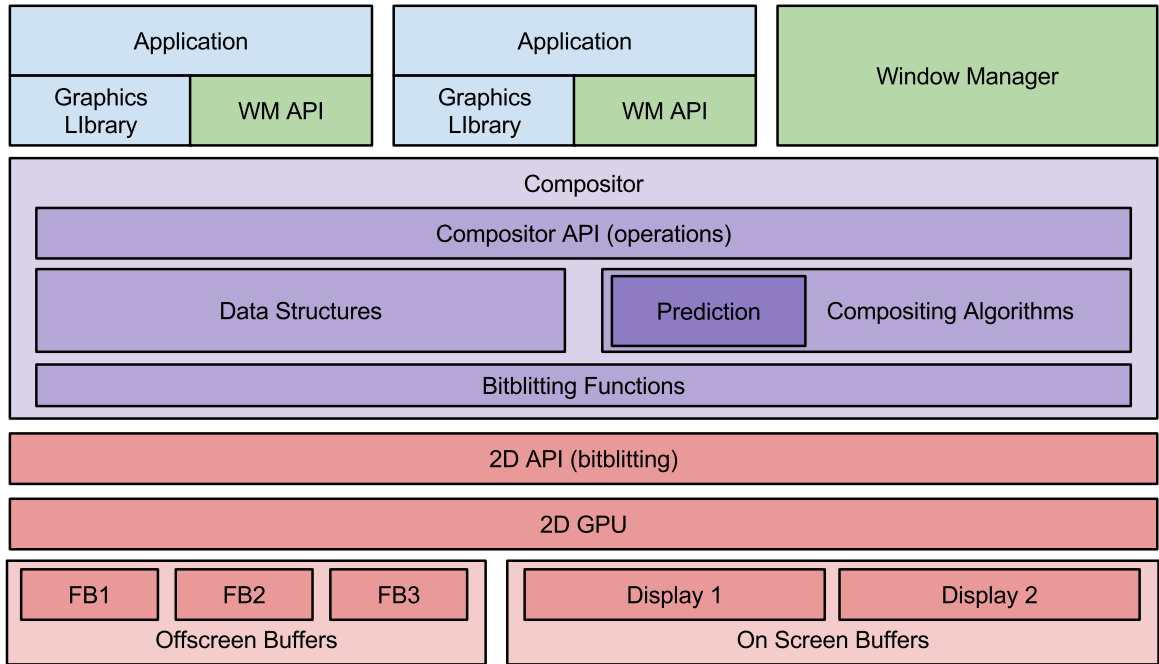 Application
Application
Window Manager
Graphics
LIbrary
WM API
Graphics
LIbrary
WM API
Compositor
Compositor API (operations)
Data Structures
Prediction
Compositing Algorithms
Bitblitting Functions
2D API (bitblitting)
2D GPU
FB1
FB2
FB3
Display 1
Display 2
Offscreen Buffers
On Screen Buffers